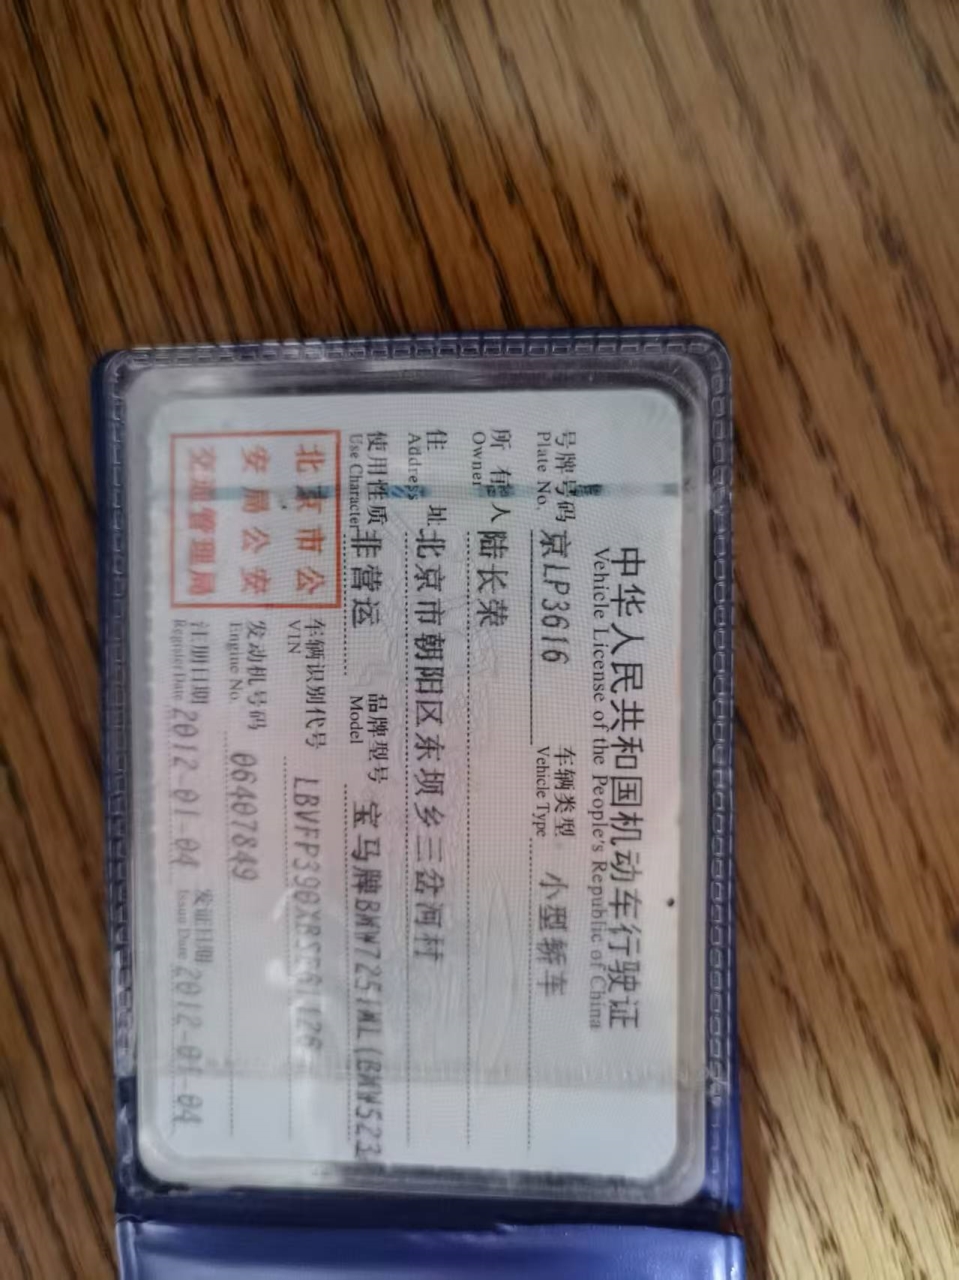 中华人民共和国机动车行驶证
Vehicle License of the People's Republic of China
号牌号码 京LP3616 车辆类型 小型轿车
Plate No. Vehicle Type
所有人 陆长荣
Owner
住址 北京市朝阳区东坝乡三岔河村
Address
使用性质 非营运 品牌型号 宝马牌BMW7251ML(BMW523
Use Character Model
北京市公
安局公安
交通管理局
车辆识别代号
VIN
发动机号码 06407849
Engine No.
注册日期 2012-01-04 发证日期 2012-01-04
Register Date Issue Date